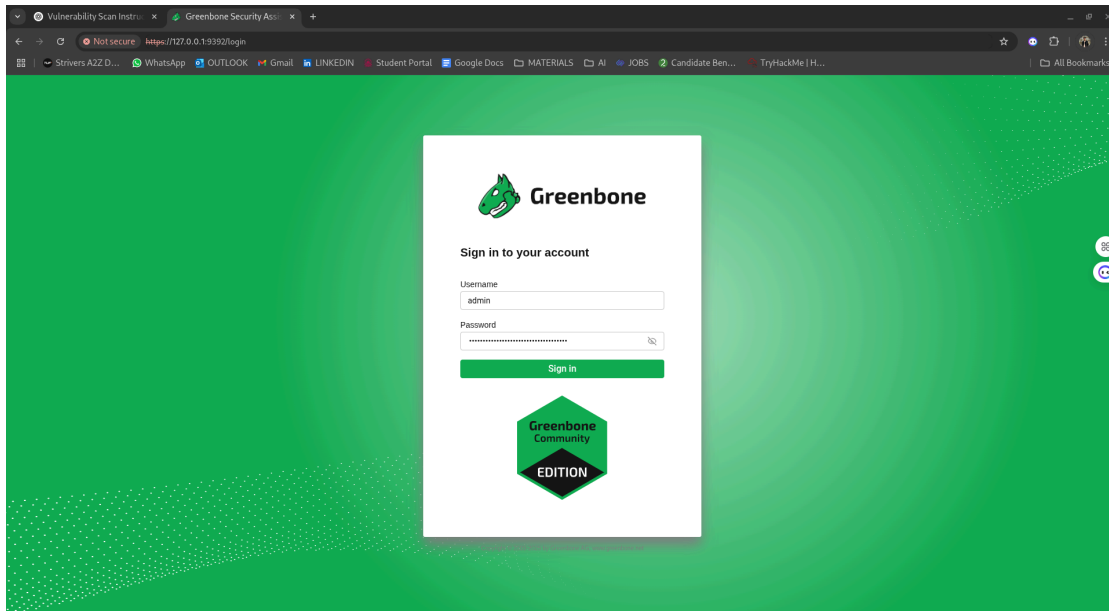 Vulnerability Scan Instruc
Greenbone Security Assis
Not secure https://127.0.0.1:9392/login
Strivers A2Z D... WhatsApp OUTLOOK Gmail LINKEDIN Student Portal Google Docs MATERIALS AI JOBS Candidate Ben... TryHackMe | H... All Bookmarks
Greenbone
Sign in to your account
Username
admin
Password
Sign in
Greenbone
Community
EDITION